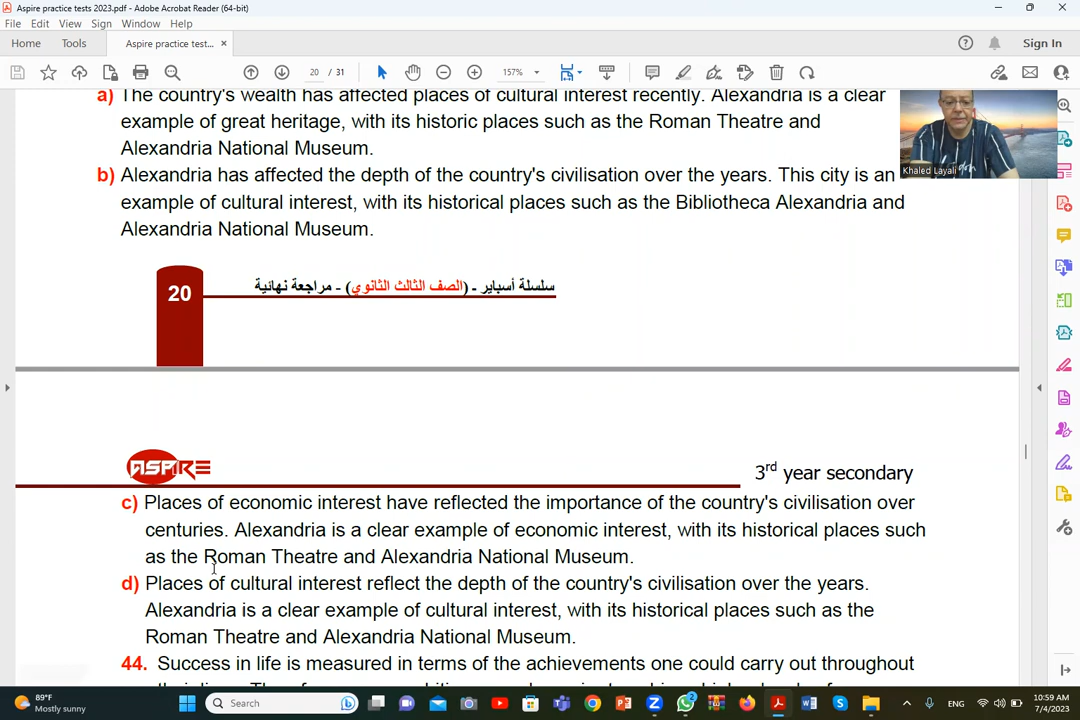 Aspire practice tests 2023.pdf - Adobe Acrobat Reader (64-bit)
File Edit View Sign Window Help
Home Tools Aspire practice test... × Sign In
20 / 31 157%
a) The country's wealth has affected places of cultural interest recently. Alexandria is a clear
example of great heritage, with its historic places such as the Roman Theatre and
Alexandria National Museum.
b) Alexandria has affected the depth of the country's civilisation over the years. This city is an
example of cultural interest, with its historical places such as the Bibliotheca Alexandria and
Alexandria National Museum.
Khaled Layali
20
سلسلة أسباير - (الصف الثالث الثانوي) - مراجعة نهائية
ASPIRE
3rd year secondary
c) Places of economic interest have reflected the importance of the country's civilisation over
centuries. Alexandria is a clear example of economic interest, with its historical places such
as the Roman Theatre and Alexandria National Museum.
d) Places of cultural interest reflect the depth of the country's civilisation over the years.
Alexandria is a clear example of cultural interest, with its historical places such as the
Roman Theatre and Alexandria National Museum.
44. Success in life is measured in terms of the achievements one could carry out throughout
89°F
Mostly sunny
Search
2
ENG
10:59 AM
7/4/2023